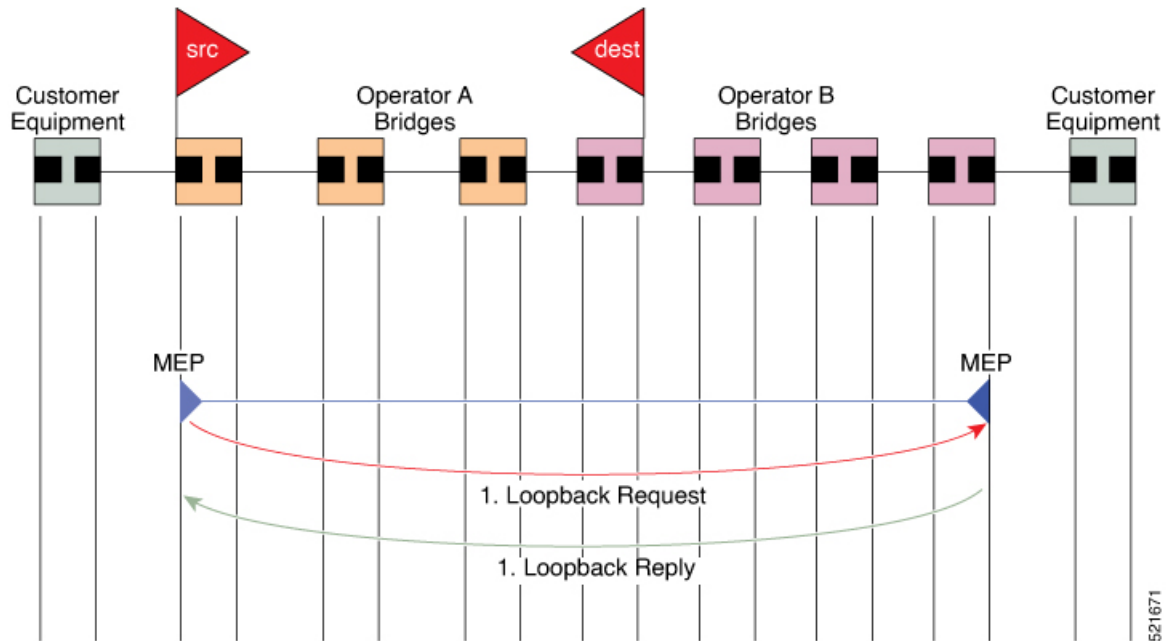 src
dest
Customer
Equipment
Operator A
Bridges
Operator B
Bridges
Customer
Equipment
MEP
MEP
1. Loopback Request
1. Loopback Reply
521671